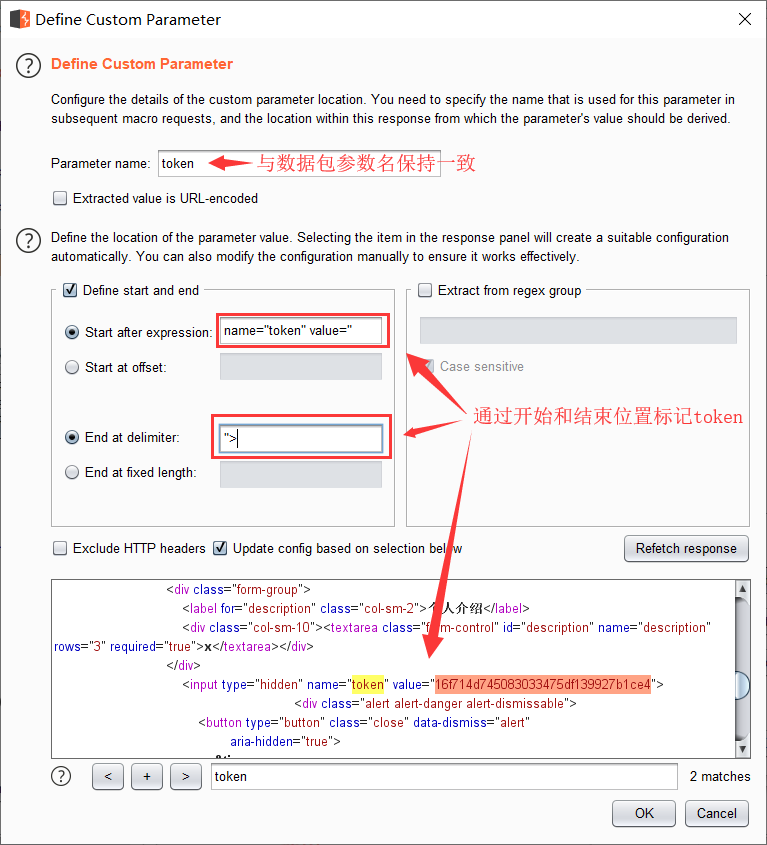 Define Custom Parameter
Define Custom Parameter
Configure the details of the custom parameter location. You need to specify the name that is used for this parameter in
subsequent macro requests, and the location within this response from which the parameter's value should be derived.
Parameter name: token 与数据包参数名保持一致
Extracted value is URL-encoded
Define the location of the parameter value. Selecting the item in the response panel will create a suitable configuration
automatically. You can also modify the configuration manually to ensure it works effectively.
Define start and end
Extract from regex group
Start after expression: name="token" value="
Start at offset:
Case sensitive
通过开始和结束位置标记token
End at delimiter: ">
End at fixed length:
Exclude HTTP headers
Update config based on selection below
Refetch response
<div class="form-group">
<label for="description" class="col-sm-2">个人介绍</label>
<div class="col-sm-10"><textarea class="form-control" id="description" name="description"
rows="3" required="true">x</textarea></div>
</div>
<input type="hidden" name="token" value="16f714d745083033475df139927b1ce4">
<div class="alert alert-danger alert-dismissable">
<button type="button" class="close" data-dismiss="alert"
aria-hidden="true">
< + > token 2 matches
OK Cancel